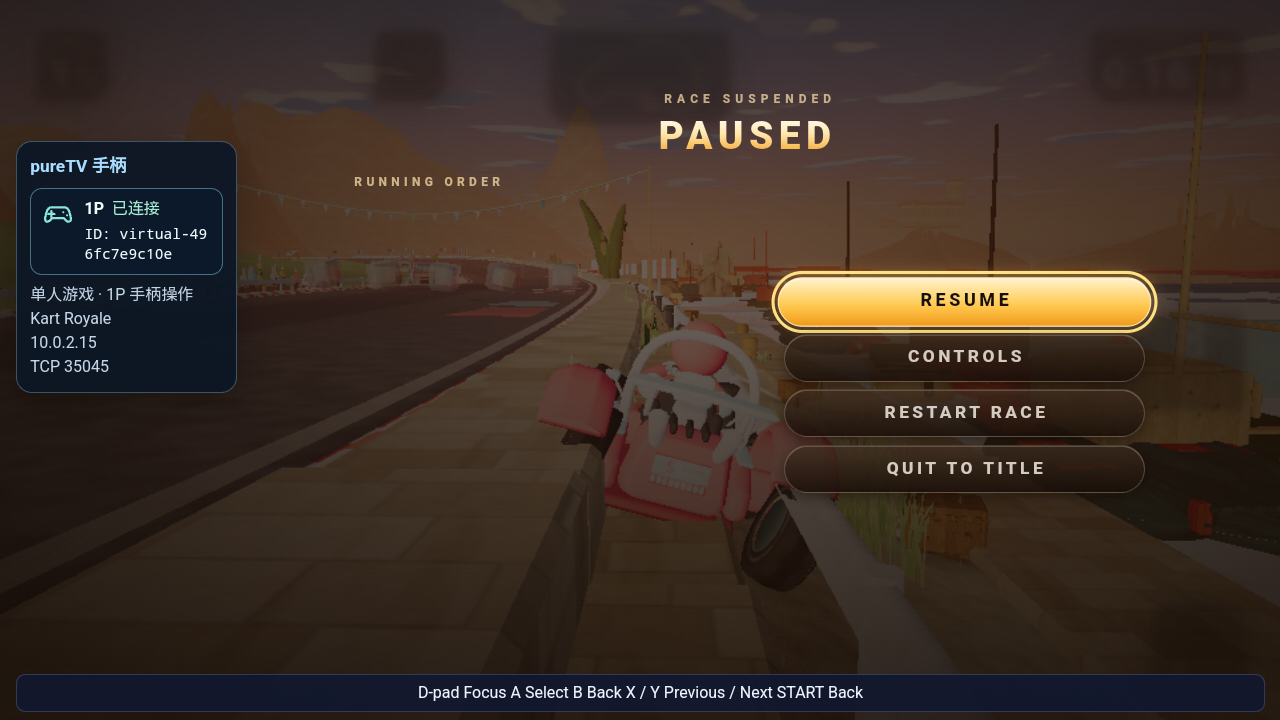 RACE SUSPENDED
PAUSED
RUNNING ORDER
pureTV 手柄
1P 已连接
ID: virtual-49
6fc7e9c10e
单人游戏 · 1P 手柄操作
Kart Royale
10.0.2.15
TCP 35045
RESUME
CONTROLS
RESTART RACE
QUIT TO TITLE
D-pad Focus A Select B Back X / Y Previous / Next START Back